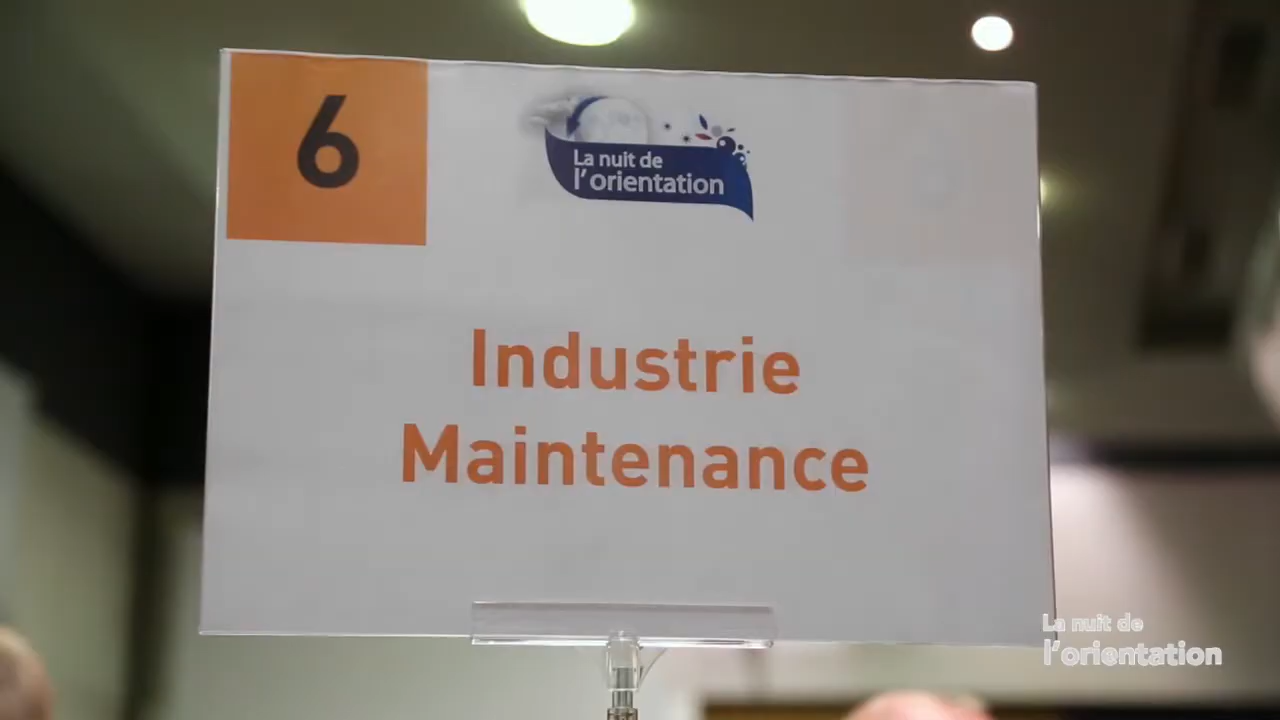 6
La nuit de
l'orientation
Industrie
Maintenance
La nuit de
l'orientation